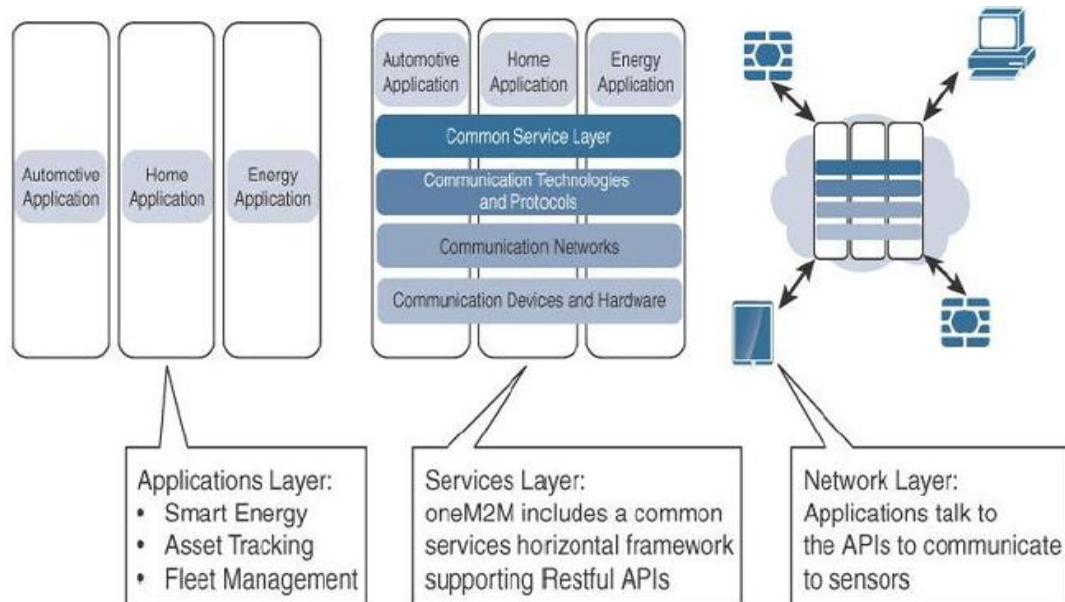 Automotive
Application
Home
Application
Energy
Application
Automotive
Application
Home
Application
Energy
Application
Common Service Layer
Communication Technologies
and Protocols
Communication Networks
Communication Devices and Hardware
Applications Layer:
• Smart Energy
• Asset Tracking
• Fleet Management
Services Layer:
oneM2M includes a common
services horizontal framework
supporting Restful APIs
Network Layer:
Applications talk to
the APIs to communicate
to sensors